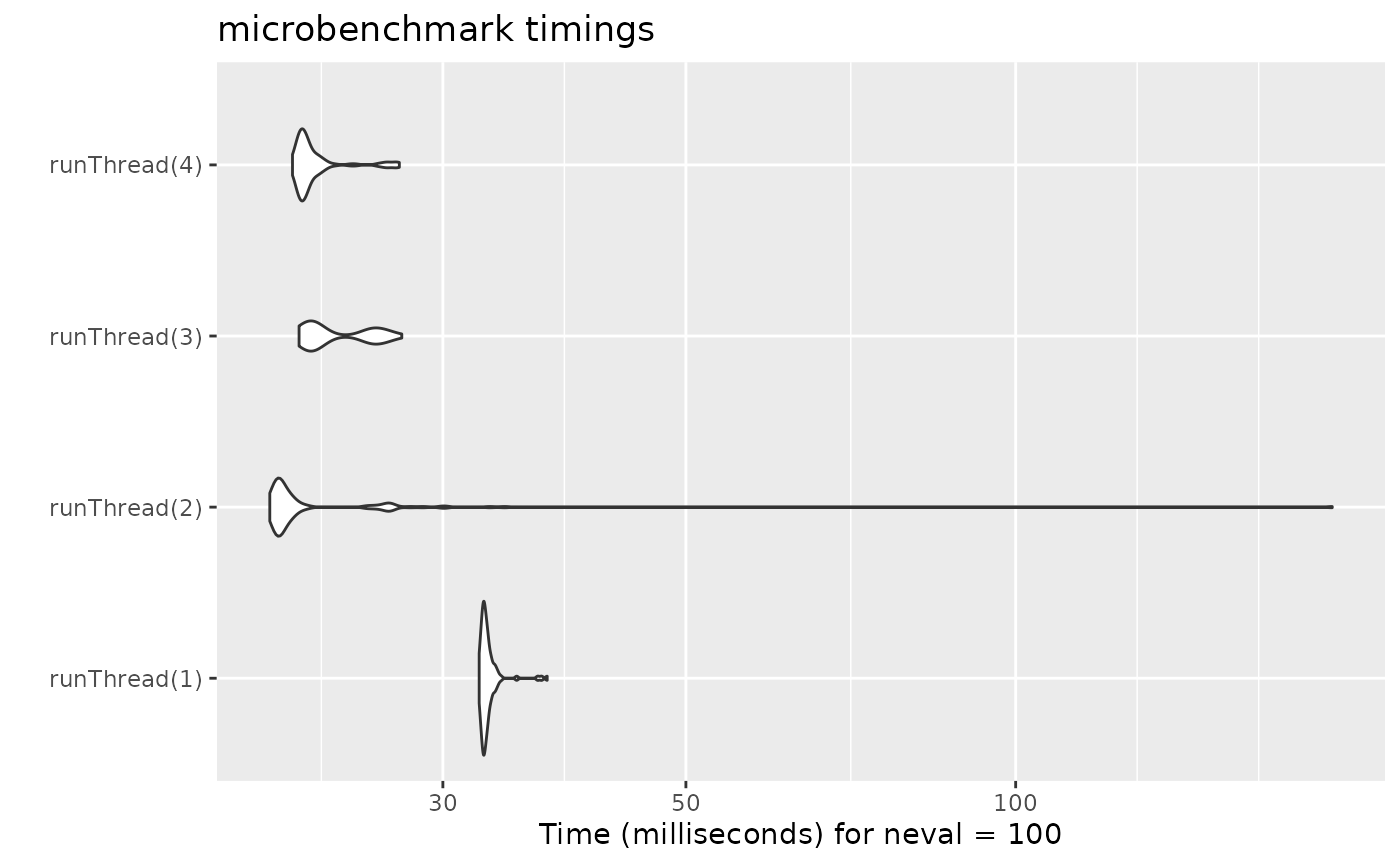 microbenchmark timings
runThread(4)
runThread(3)
runThread(2)
runThread(1)
30 50 100
Time (milliseconds) for neval = 100